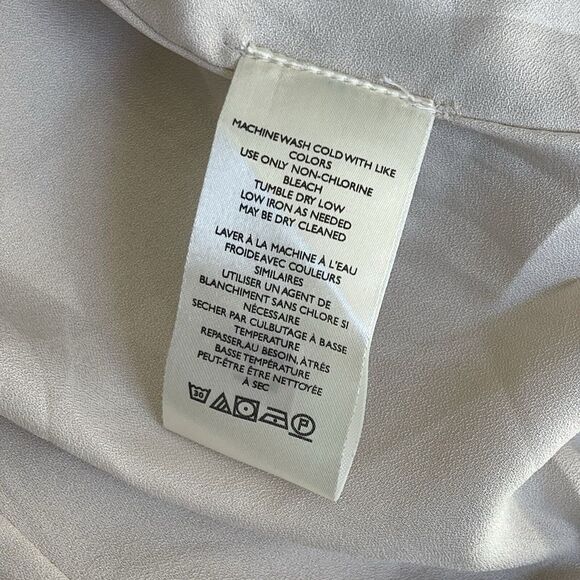 MACHINE WASH COLD WITH LIKE
COLORS
USE ONLY NON-CHLORINE
BLEACH
TUMBLE DRY LOW
LOW IRON AS NEEDED
MAY BE DRY CLEANED
LAVER À LA MACHINE À L'EAU
FROIDE AVEC COULEURS
SIMILAIRES
UTILISER UN AGENT DE
BLANCHIMENT SANS CHLORE SI
NÉCESSAIRE
SECHER PAR CULBUTAGE À BASSE
TEMPERATURE
REPASSER, AU BESOIN, À TRÈS
BASSE TEMPÉRATURE
PEUT-ÊTRE ÊTRE NETTOYÉE
À SEC
30 P